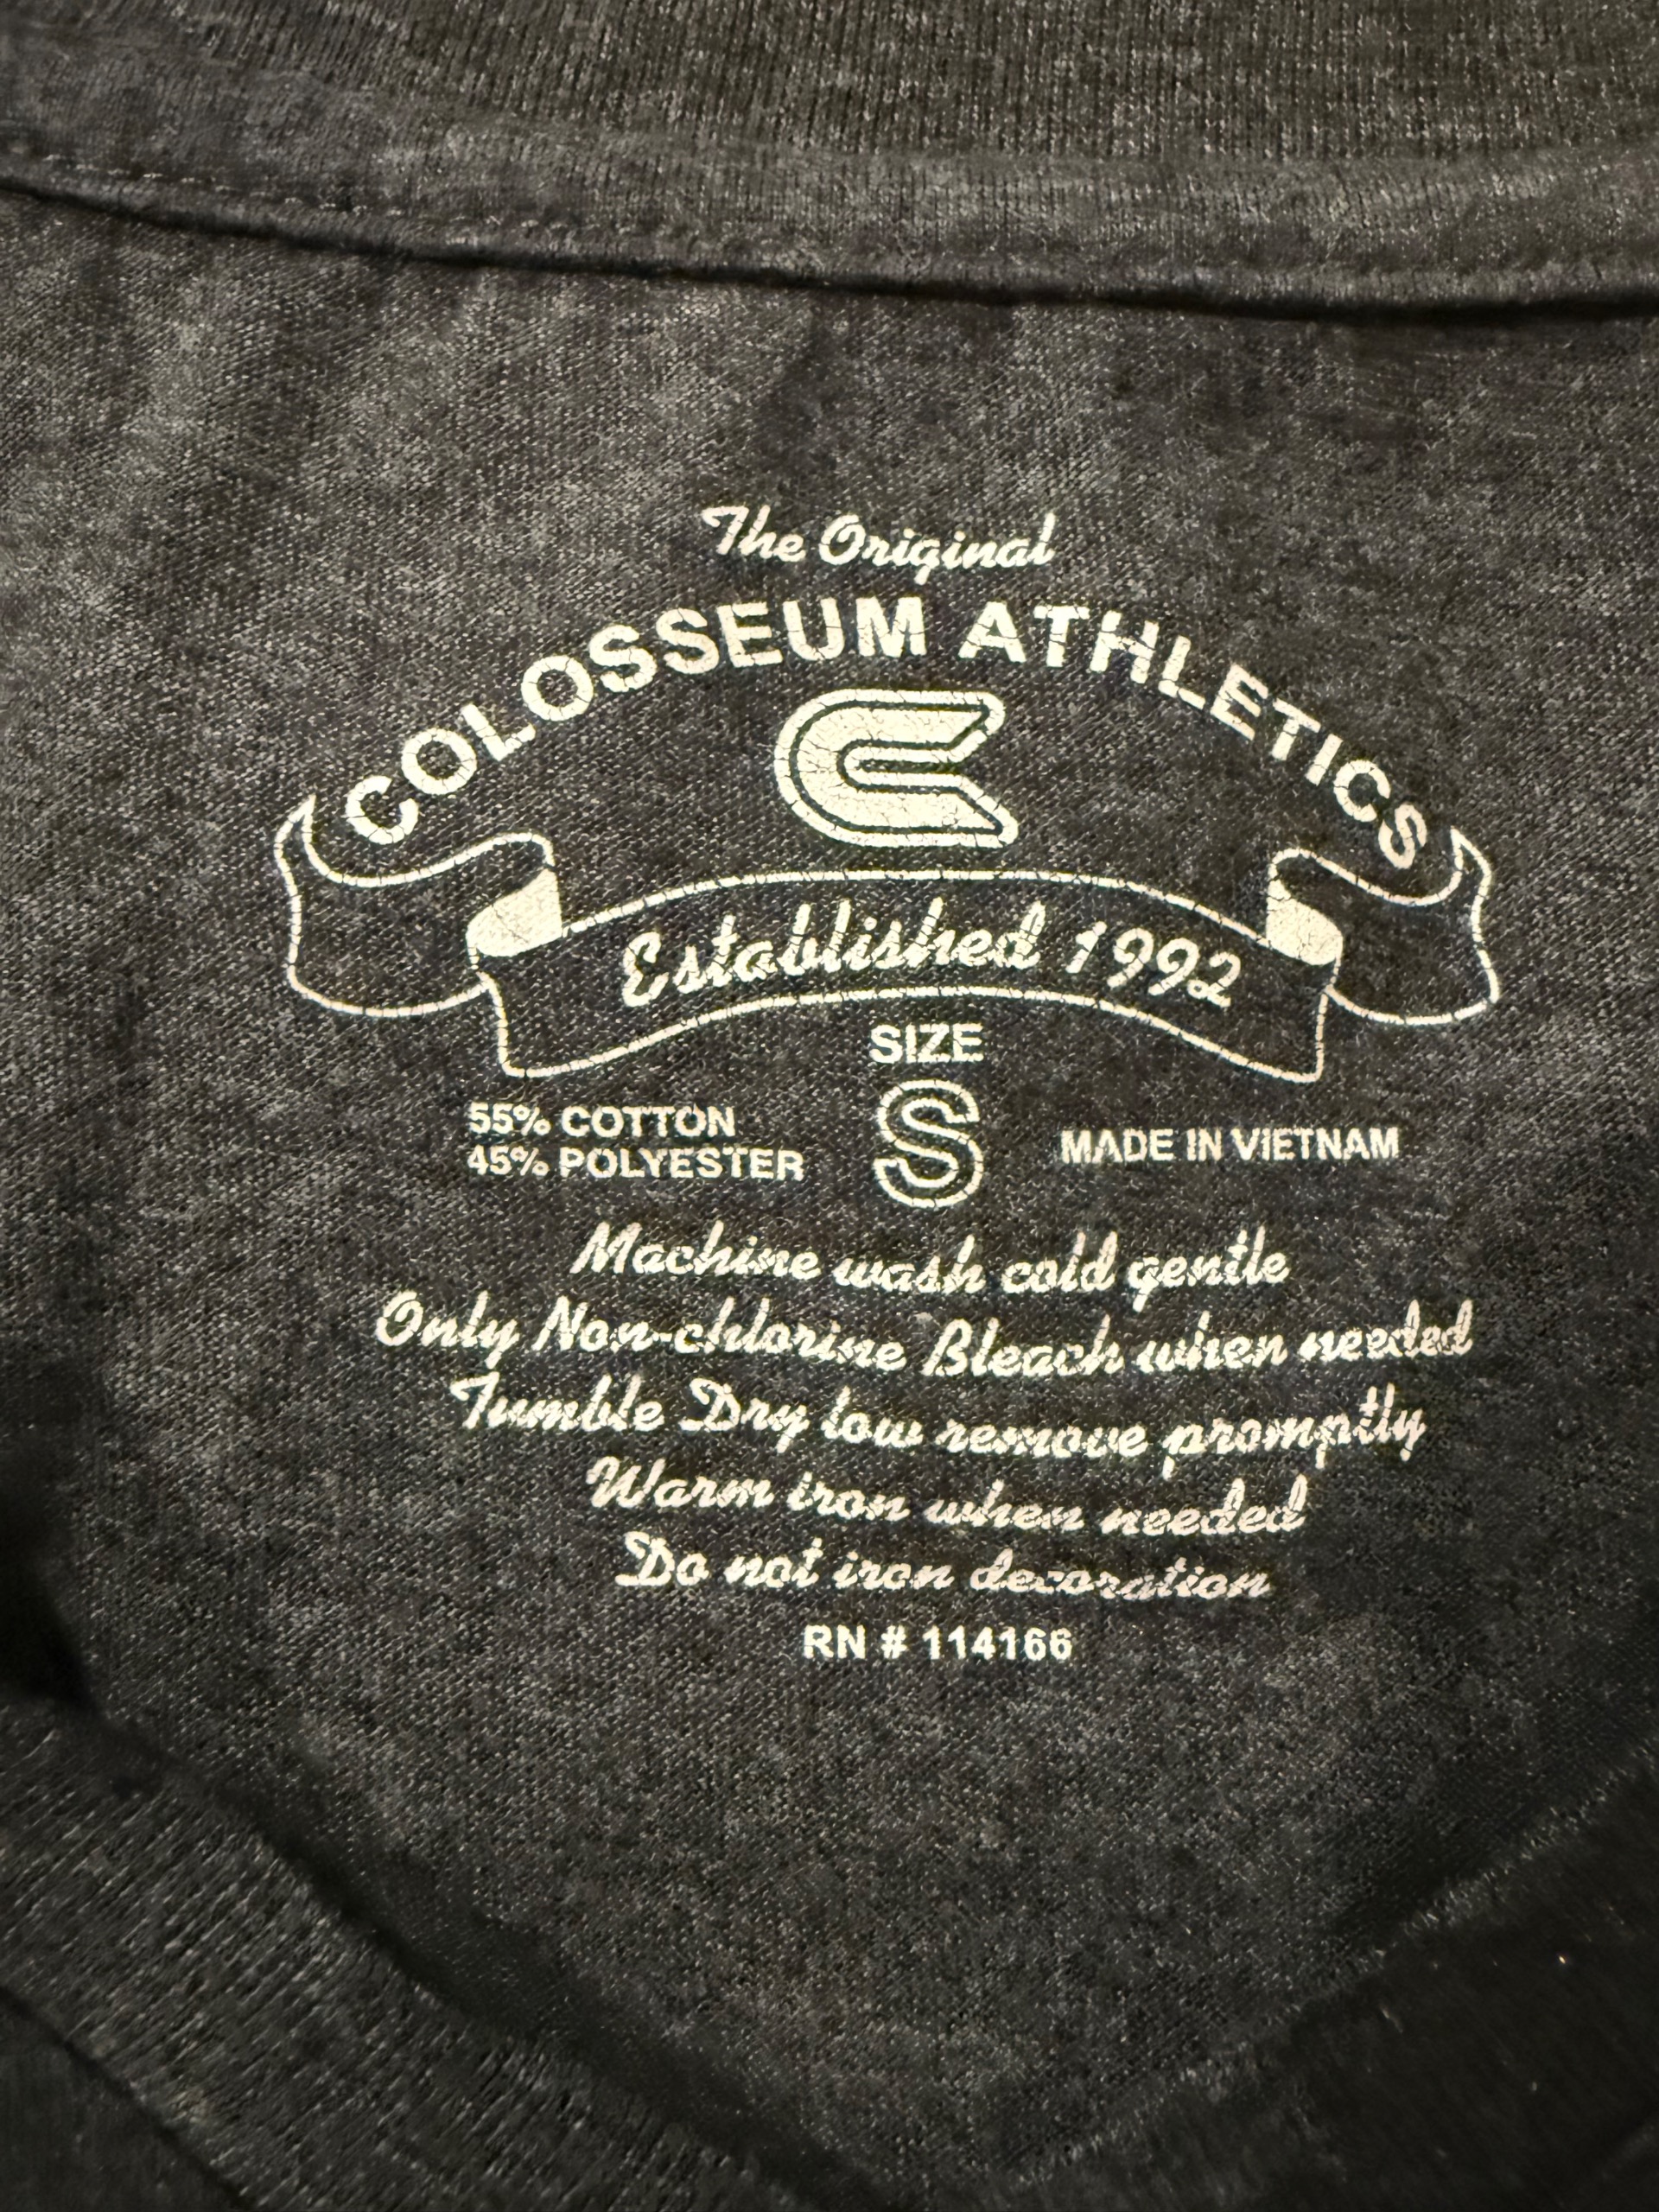 The Original
COLOSSEUM ATHLETICS
C
Established 1992
SIZE
S
55% COTTON
45% POLYESTER
MADE IN VIETNAM
Machine wash cold gentle
Only Non-chlorine Bleach when needed
Tumble Dry low remove promptly
Warm iron when needed
Do not iron decoration
RN # 114166